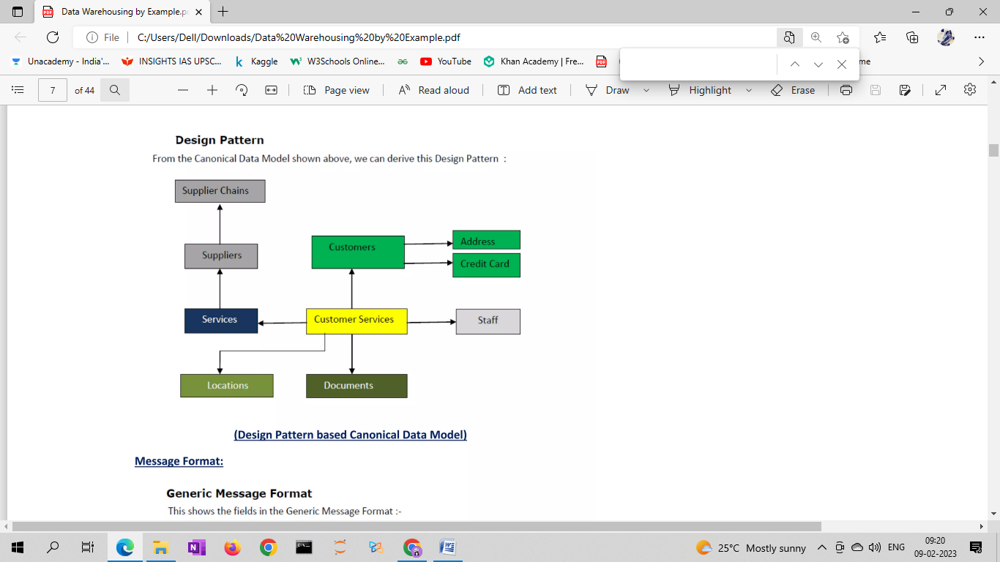 Data Warehousing by Example.p
File
C:/Users/Dell/Downloads/Data%20Warehousing%20by%20Example.pdf
Unacademy - India'...
INSIGHTS IAS UPSC...
Kaggle
W3Schools Online...
YouTube
Khan Academy | Fre...
me
7
of 44
Page view
Read aloud
Add text
Draw
Highlight
Erase
Design Pattern
From the Canonical Data Model shown above, we can derive this Design Pattern :
Supplier Chains
Suppliers
Customers
Address
Credit Card
Services
Customer Services
Staff
Locations
Documents
(Design Pattern based Canonical Data Model)
Message Format:
Generic Message Format
This shows the fields in the Generic Message Format :-
25°C Mostly sunny
ENG
09:20
09-02-2023